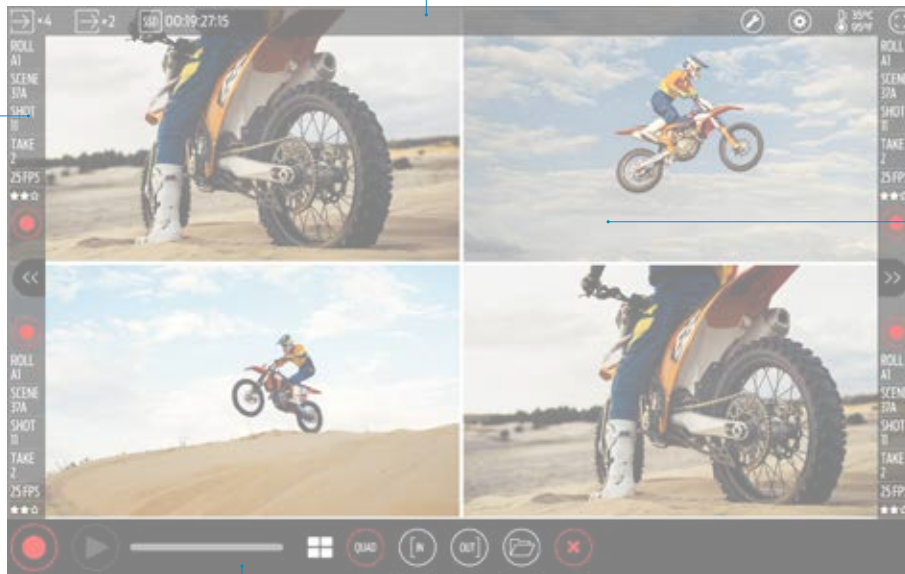 ×4
×2
SSD 00:19:27:15
35°C
95°F
ROLL
A1
SCENE
37A
SHOT
11
TAKE
2
25 FPS
ROLL
A1
SCENE
37A
SHOT
11
TAKE
2
25 FPS
<<
>>
ROLL
A1
SCENE
37A
SHOT
11
TAKE
2
25 FPS
ROLL
A1
SCENE
37A
SHOT
11
TAKE
2
25 FPS
QUAD
[IN
OUT]